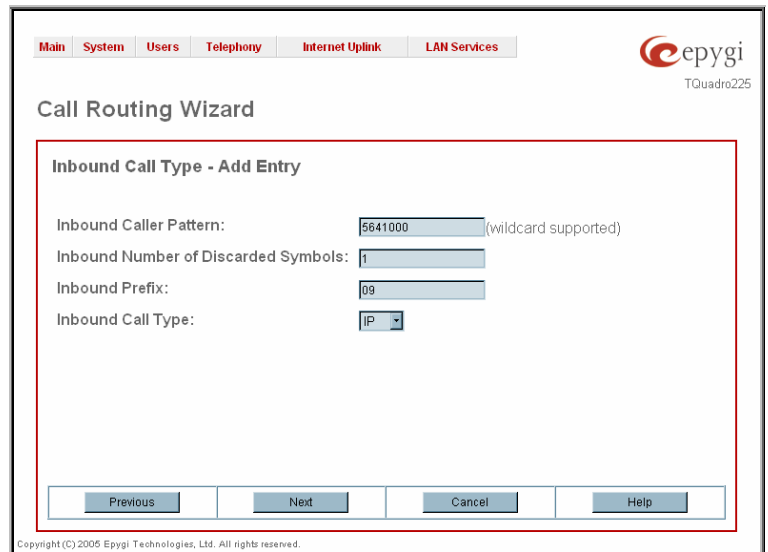 Main System Users Telephony Internet Uplink LAN Services
epygi
TQuadro225
Call Routing Wizard
Inbound Call Type - Add Entry
Inbound Caller Pattern: 5641000 (wildcard supported)
Inbound Number of Discarded Symbols: 1
Inbound Prefix: 09
Inbound Call Type: IP
Previous Next Cancel Help
Copyright (C) 2005 Epygi Technologies, Ltd. All rights reserved.